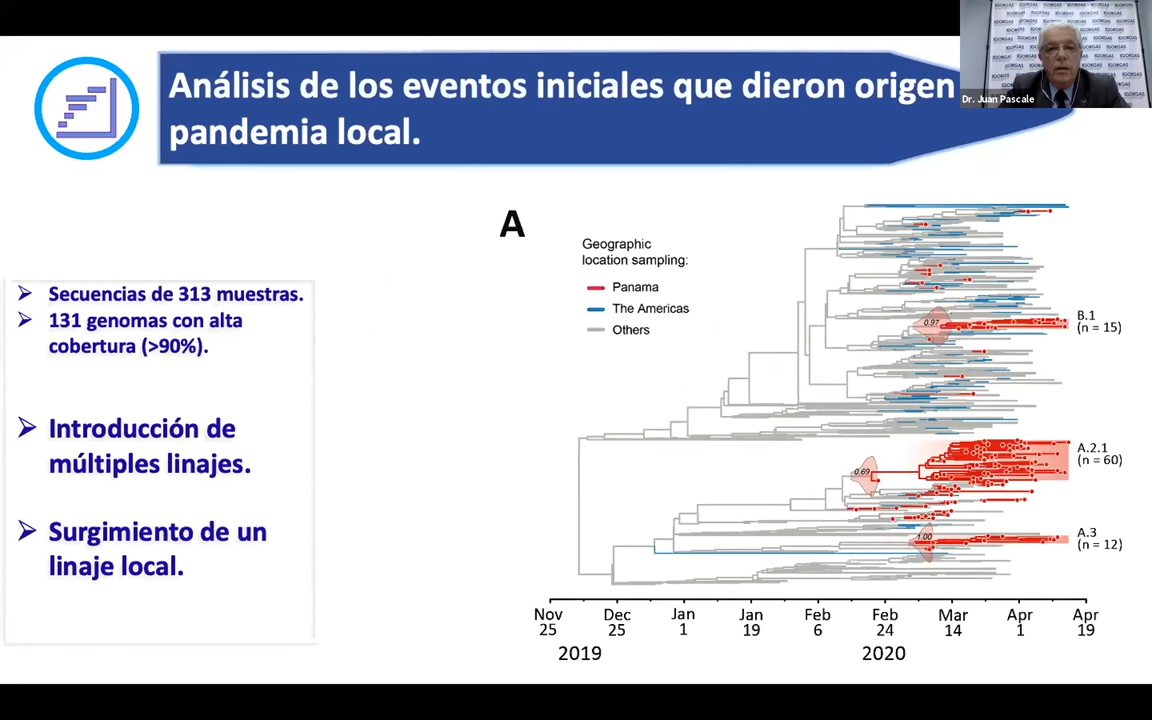 Análisis de los eventos iniciales que dieron origen
pandemia local.
IGORGAS
Dr. Juan Pascale
Secuencias de 313 muestras.
131 genomas con alta
cobertura (>90%).
Introducción de
múltiples linajes.
Surgimiento de un
linaje local.
A
Geographic
location sampling:
Panama
The Americas
Others
0.97
B.1
(n = 15)
0.69
A.2.1
(n = 60)
1.00
A.3
(n = 12)
Nov Dec Jan Jan Feb Feb Mar Apr Apr
25 25 1 19 6 24 14 1 19
2019 2020